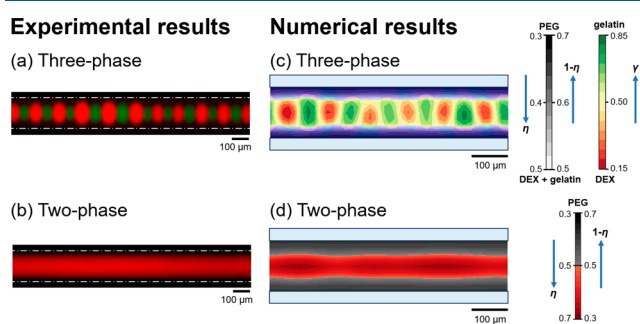 Experimental results
Numerical results
(a) Three-phase
(c) Three-phase
100 μm
100 μm
PEG
0.3 0.7
1-η
0.4 0.6
η
0.5 0.5
DEX + gelatin
gelatin
0.85
γ
0.50
0.15
DEX
(b) Two-phase
(d) Two-phase
100 μm
100 μm
PEG
0.3 0.7
1-η
0.5 0.5
η
0.7 0.3